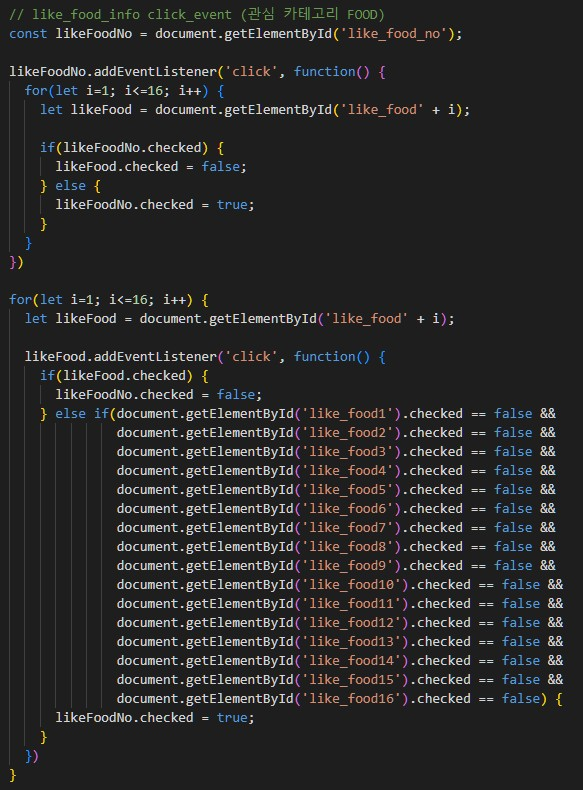 // like_food_info click_event (관심 카테고리 FOOD)
const likeFoodNo = document.getElementById('like_food_no');

likeFoodNo.addEventListener('click', function() {
  for(let i=1; i<=16; i++) {
    let likeFood = document.getElementById('like_food' + i);

    if(likeFoodNo.checked) {
      likeFood.checked = false;
    } else {
      likeFoodNo.checked = true;
    }
  }
})

for(let i=1; i<=16; i++) {
  let likeFood = document.getElementById('like_food' + i);

  likeFood.addEventListener('click', function() {
    if(likeFood.checked) {
      likeFoodNo.checked = false;
    } else if(document.getElementById('like_food1').checked == false &&
              document.getElementById('like_food2').checked == false &&
              document.getElementById('like_food3').checked == false &&
              document.getElementById('like_food4').checked == false &&
              document.getElementById('like_food5').checked == false &&
              document.getElementById('like_food6').checked == false &&
              document.getElementById('like_food7').checked == false &&
              document.getElementById('like_food8').checked == false &&
              document.getElementById('like_food9').checked == false &&
              document.getElementById('like_food10').checked == false &&
              document.getElementById('like_food11').checked == false &&
              document.getElementById('like_food12').checked == false &&
              document.getElementById('like_food13').checked == false &&
              document.getElementById('like_food14').checked == false &&
              document.getElementById('like_food15').checked == false &&
              document.getElementById('like_food16').checked == false) {
      likeFoodNo.checked = true;
    }
  })
}